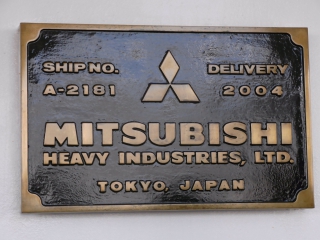 SHIP NO. DELIVERY
A-2181 2004
MITSUBISHI
HEAVY INDUSTRIES, LTD.
TOKYO, JAPAN